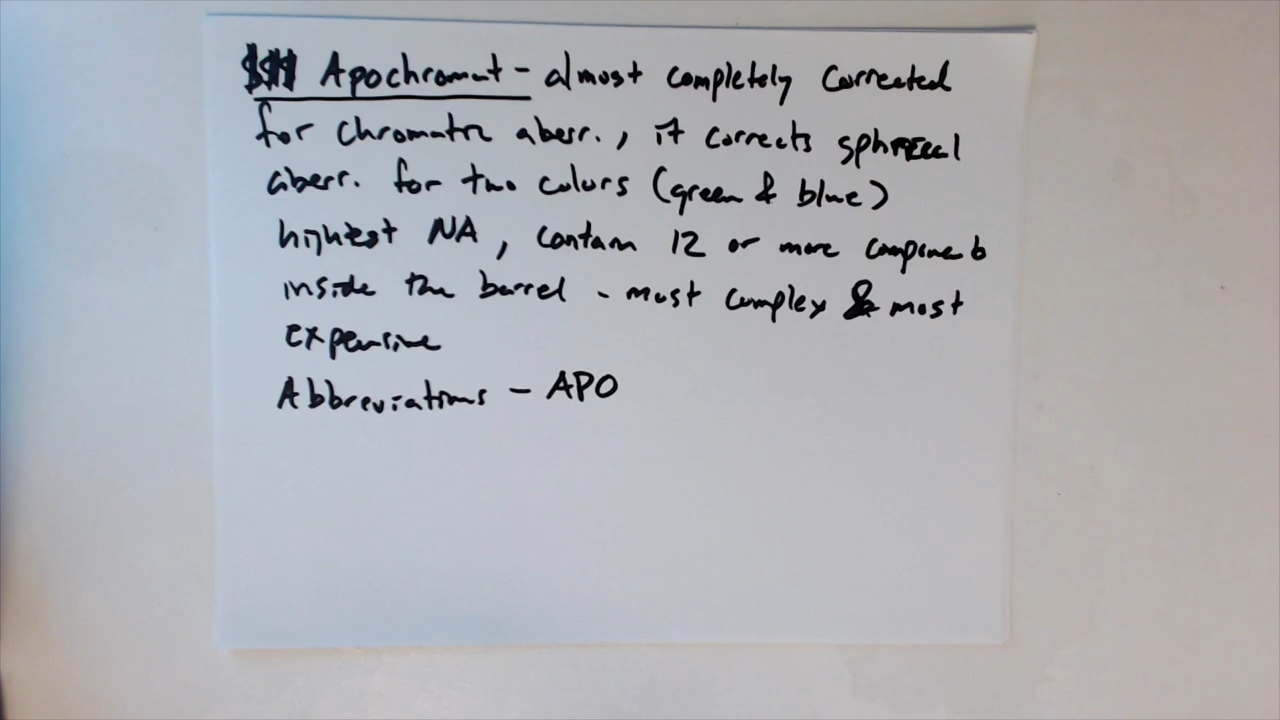 $$$ Apochromat - almost completely corrected
for chromatic aberr., it corrects spherical
aberr. for two colors (green & blue)
highest NA, contain 12 or more components
inside the barrel - most complex & most
expensive
Abbreviations - APO